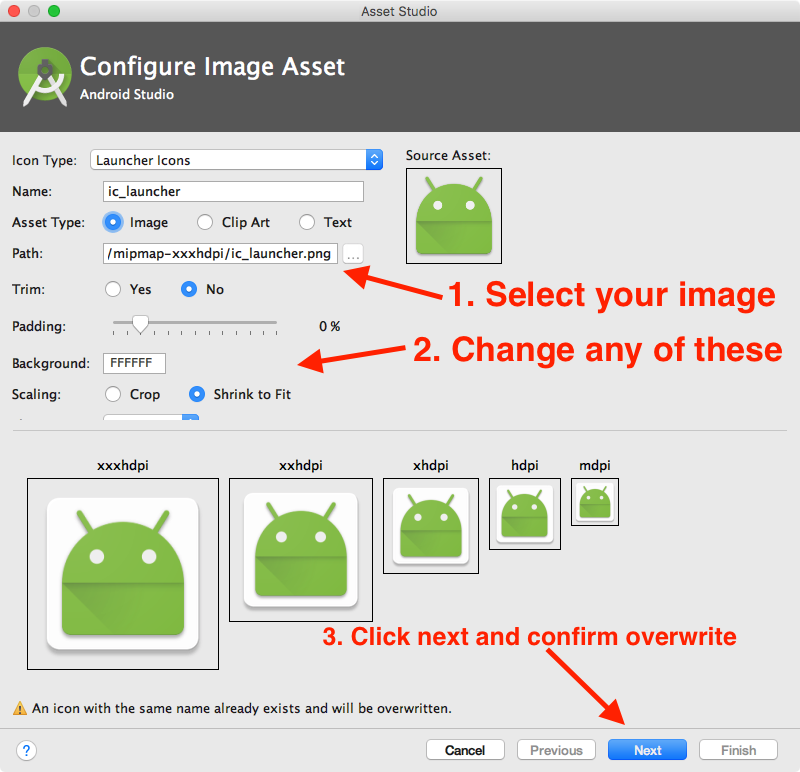 Asset Studio
Configure Image Asset
Android Studio
Icon Type: Launcher Icons
Source Asset:
Name: ic_launcher
Asset Type: Image Clip Art Text
Path: /mipmap-xxxhdpi/ic_launcher.png ...
Trim: Yes No
1. Select your image
Padding: 0 %
2. Change any of these
Background: FFFFFF
Scaling: Crop Shrink to Fit
xxxhdpi xxhdpi xhdpi hdpi mdpi
3. Click next and confirm overwrite
An icon with the same name already exists and will be overwritten.
? Cancel Previous Next Finish